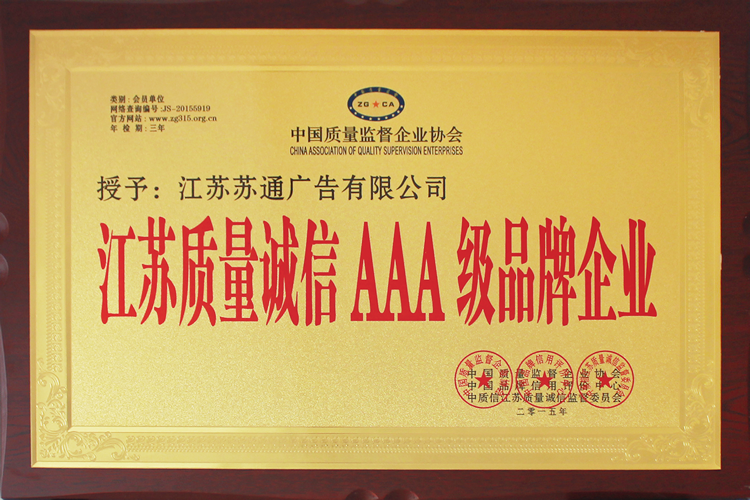 类别：会员单位
网络查询编号：JS-20155919
官方网站：www.zg315.org.cn
年检期：三年
ZG★CA
中国质量监督企业协会
CHINA ASSOCIATION OF QUALITY SUPERVISION ENTERPRISES
授予：江苏苏通广告有限公司
江苏质量诚信AAA级品牌企业
中国质量监督企业协会
中国品牌信用评价中心
中质信江苏质量诚信监督委员会
二零一五年